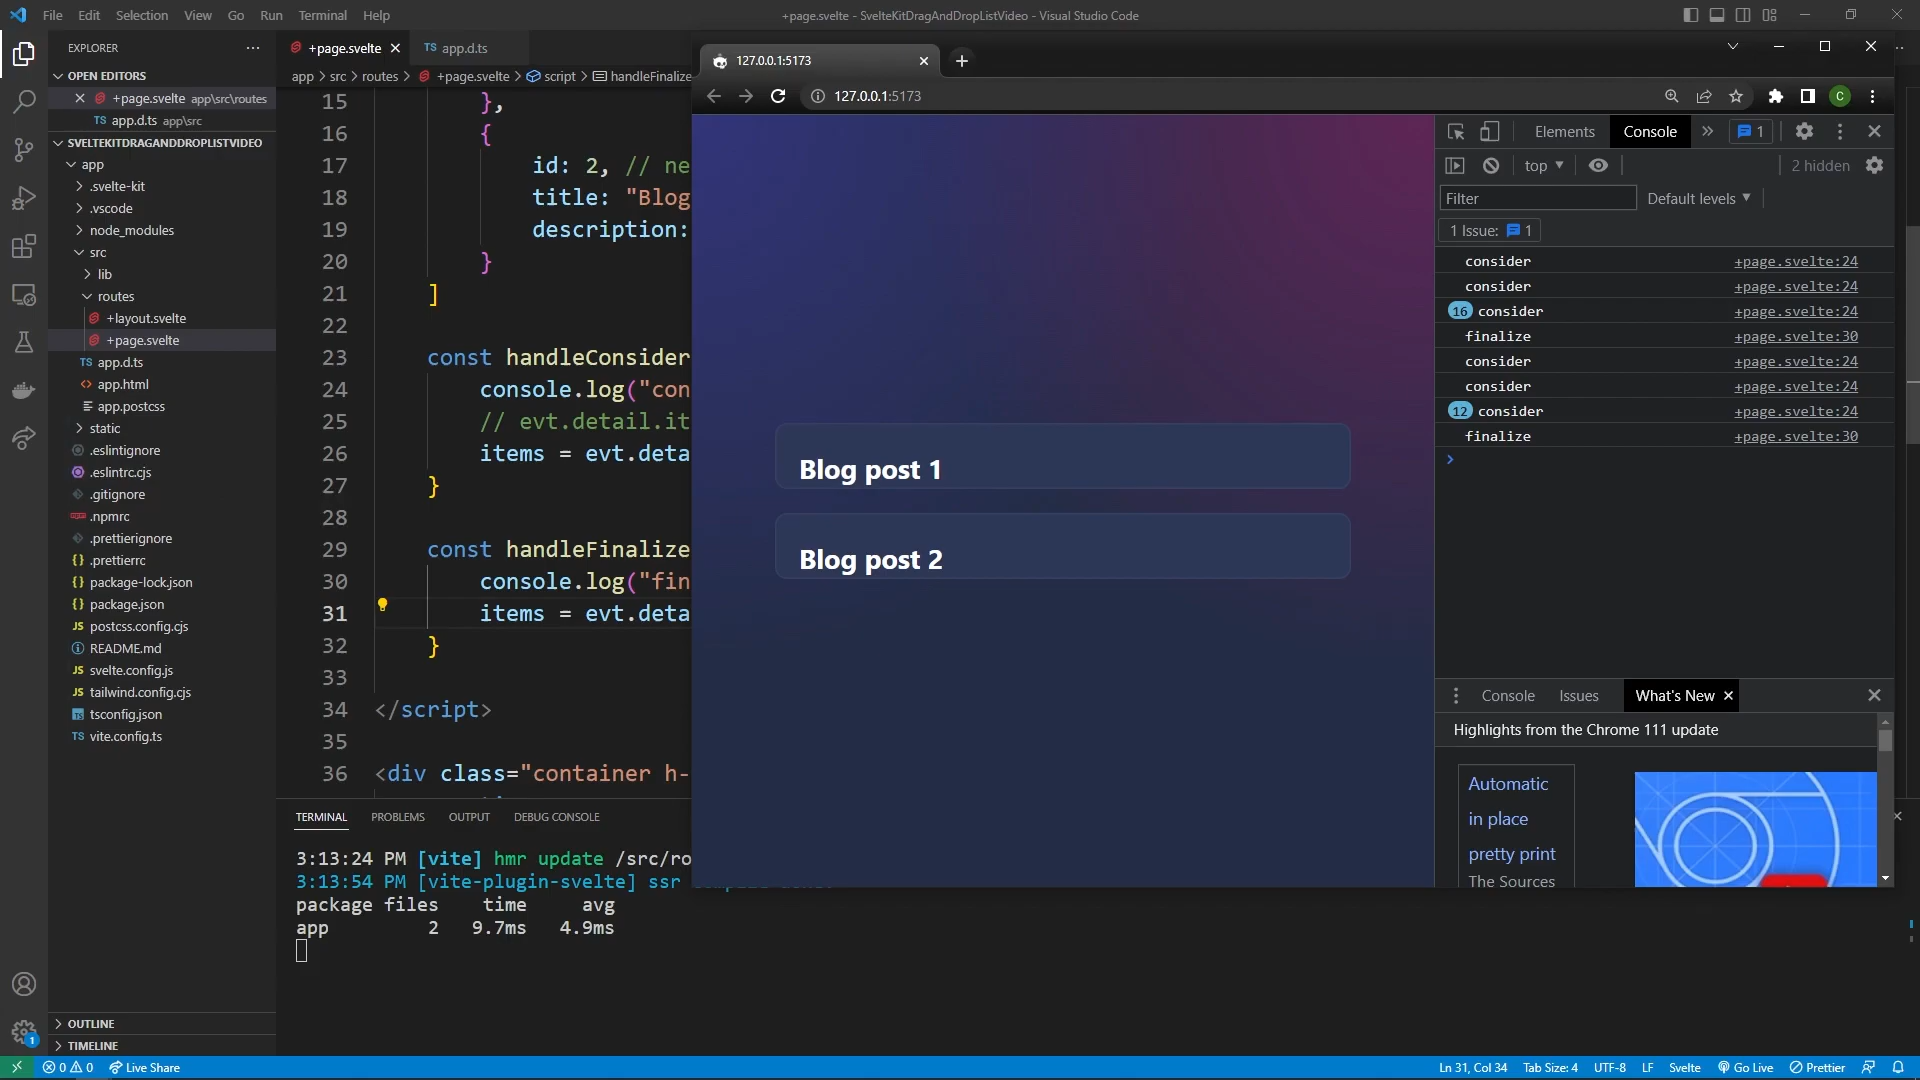 File Edit Selection View Go Run Terminal Help
+page.svelte - SvelteKitDragAndDropListVideo - Visual Studio Code
EXPLORER
OPEN EDITORS
+page.svelte app\src\routes
TS app.d.ts app\src
SVELTEKITDRAGANDDROPLISTVIDEO
app
.svelte-kit
.vscode
node_modules
src
lib
routes
+layout.svelte
+page.svelte
TS app.d.ts
app.html
app.postcss
static
.eslintignore
.eslintrc.cjs
.gitignore
.npmrc
.prettierignore
.prettierrc
package-lock.json
package.json
JS postcss.config.cjs
README.md
JS svelte.config.js
JS tailwind.config.cjs
tsconfig.json
TS vite.config.ts
OUTLINE
TIMELINE
+page.svelte
TS app.d.ts
app > src > routes > +page.svelte > script > handleFinalize
15 },
16 {
17 id: 2, // ne
18 title: "Blog
19 description:
20 }
21 ]
22
23 const handleConsider
24 console.log("con
25 // evt.detail.it
26 items = evt.deta
27 }
28
29 const handleFinalize
30 console.log("fin
31 items = evt.deta
32 }
33
34 </script>
35
36 <div class="container h-
TERMINAL PROBLEMS OUTPUT DEBUG CONSOLE
3:13:24 PM [vite] hmr update /src/ro
3:13:54 PM [vite-plugin-svelte] ssr
package files time avg
app 2 9.7ms 4.9ms
127.0.0.1:5173
127.0.0.1:5173
C
Blog post 1
Blog post 2
Elements Console 1
top 2 hidden
Filter Default levels
1 Issue: 1
consider +page.svelte:24
consider +page.svelte:24
16 consider +page.svelte:24
finalize +page.svelte:30
consider +page.svelte:24
consider +page.svelte:24
12 consider +page.svelte:24
finalize +page.svelte:30
Console Issues What's New
Highlights from the Chrome 111 update
Automatic
in place
pretty print
The Sources
1
0 0 Live Share
Ln 31, Col 34 Tab Size: 4 UTF-8 LF Svelte Go Live Prettier